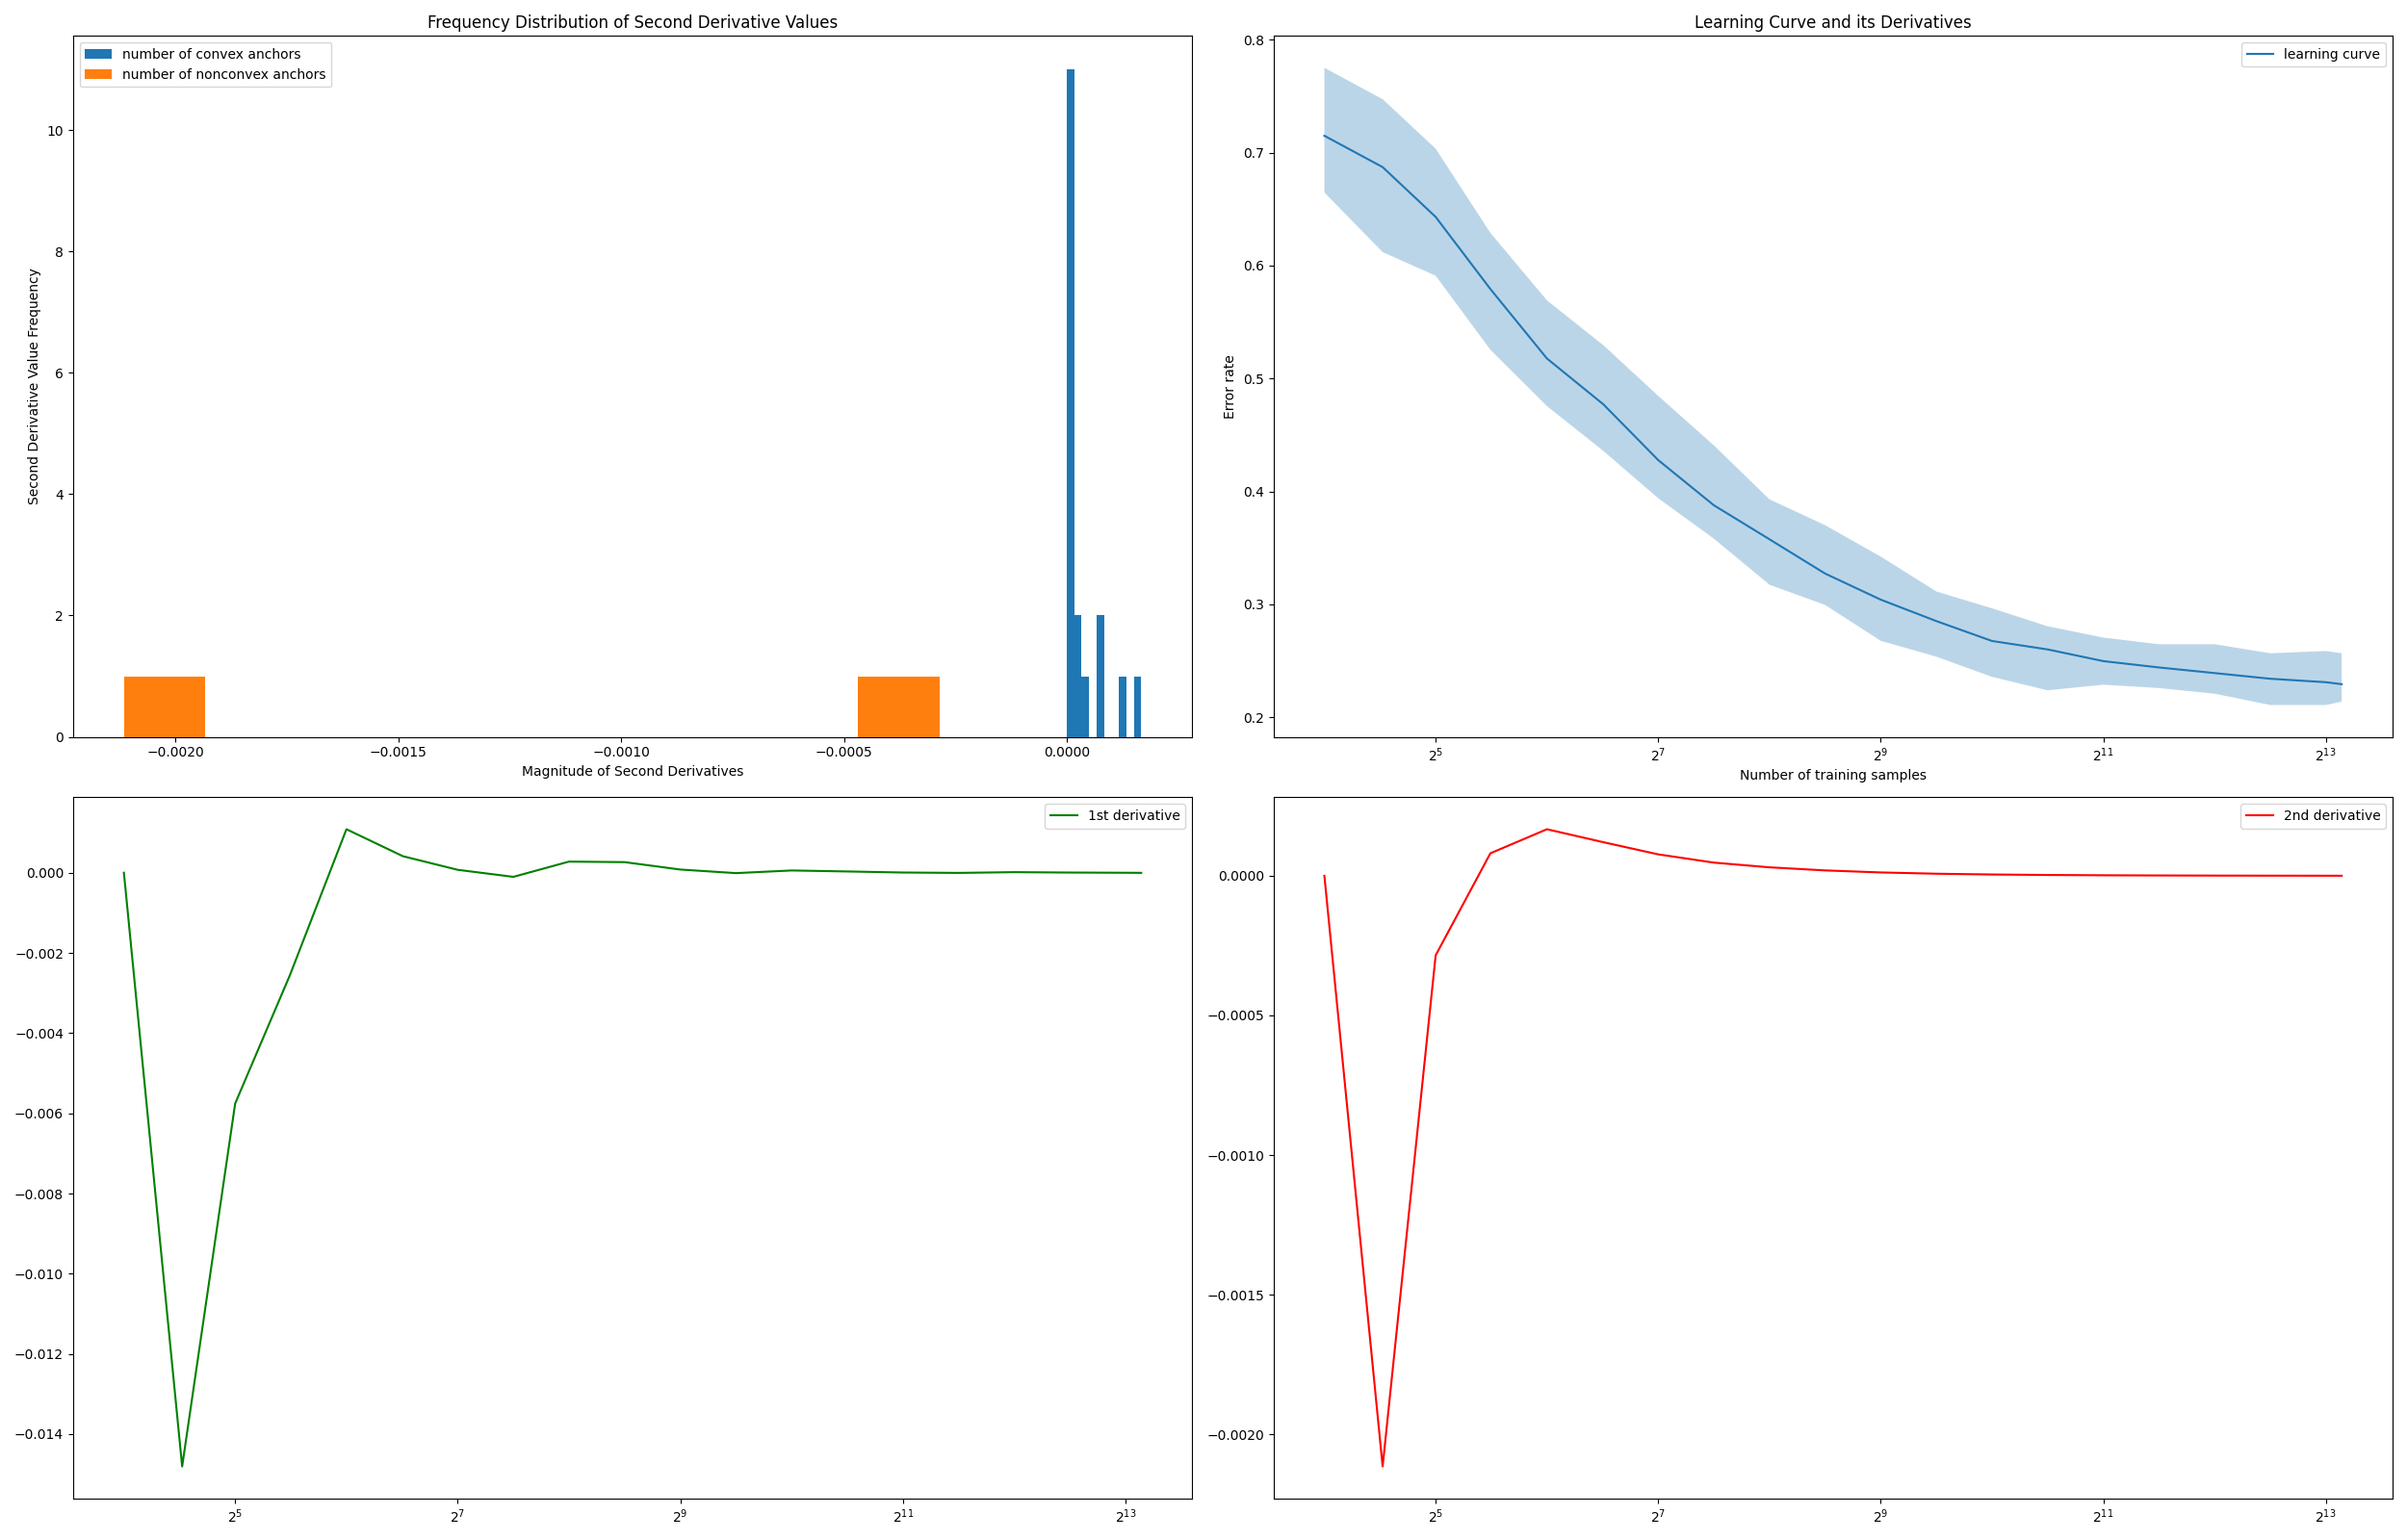 Frequency Distribution of Second Derivative Values
number of convex anchors
number of nonconvex anchors
Second Derivative Value Frequency
10
8
6
4
2
0
−0.0020 −0.0015 −0.0010 −0.0005 0.0000
Magnitude of Second Derivatives
Learning Curve and its Derivatives
learning curve
Error rate
0.8
0.7
0.6
0.5
0.4
0.3
0.2
2^5 2^7 2^9 2^11 2^13
Number of training samples
1st derivative
0.000
−0.002
−0.004
−0.006
−0.008
−0.010
−0.012
−0.014
2^5 2^7 2^9 2^11 2^13
2nd derivative
0.0000
−0.0005
−0.0010
−0.0015
−0.0020
2^5 2^7 2^9 2^11 2^13